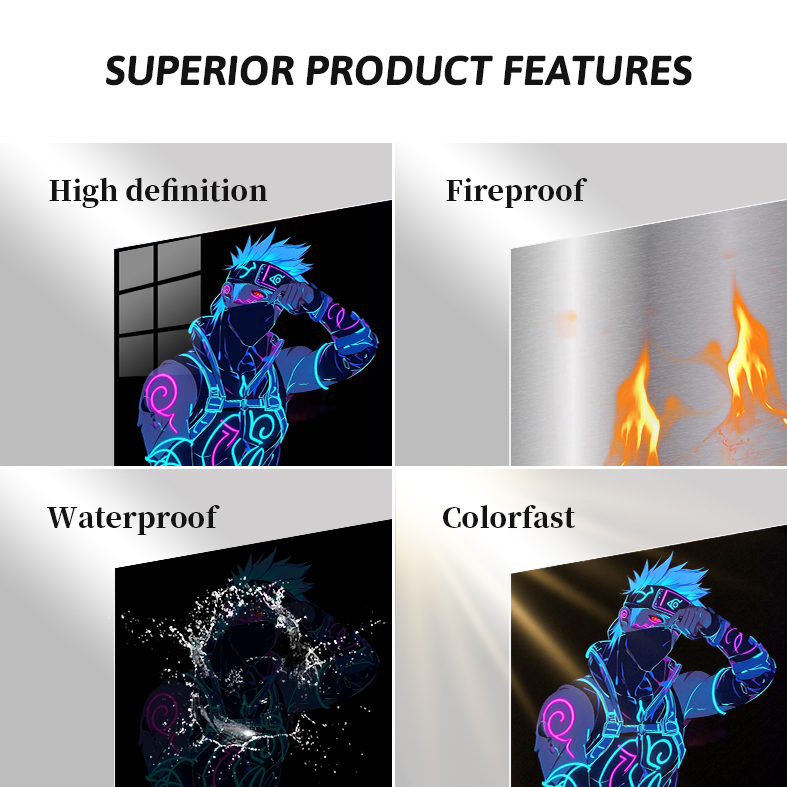 SUPERIOR PRODUCT FEATURES
High definition
Fireproof
Waterproof
Colorfast